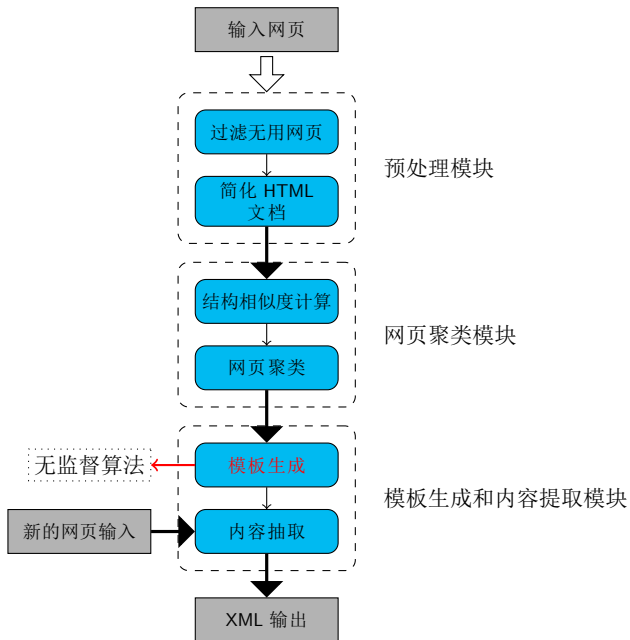 输入网页
过滤无用网页
简化 HTML
文档
预处理模块
结构相似度计算
网页聚类
网页聚类模块
无监督算法
模板生成
模板生成和内容提取模块
新的网页输入
内容抽取
XML 输出